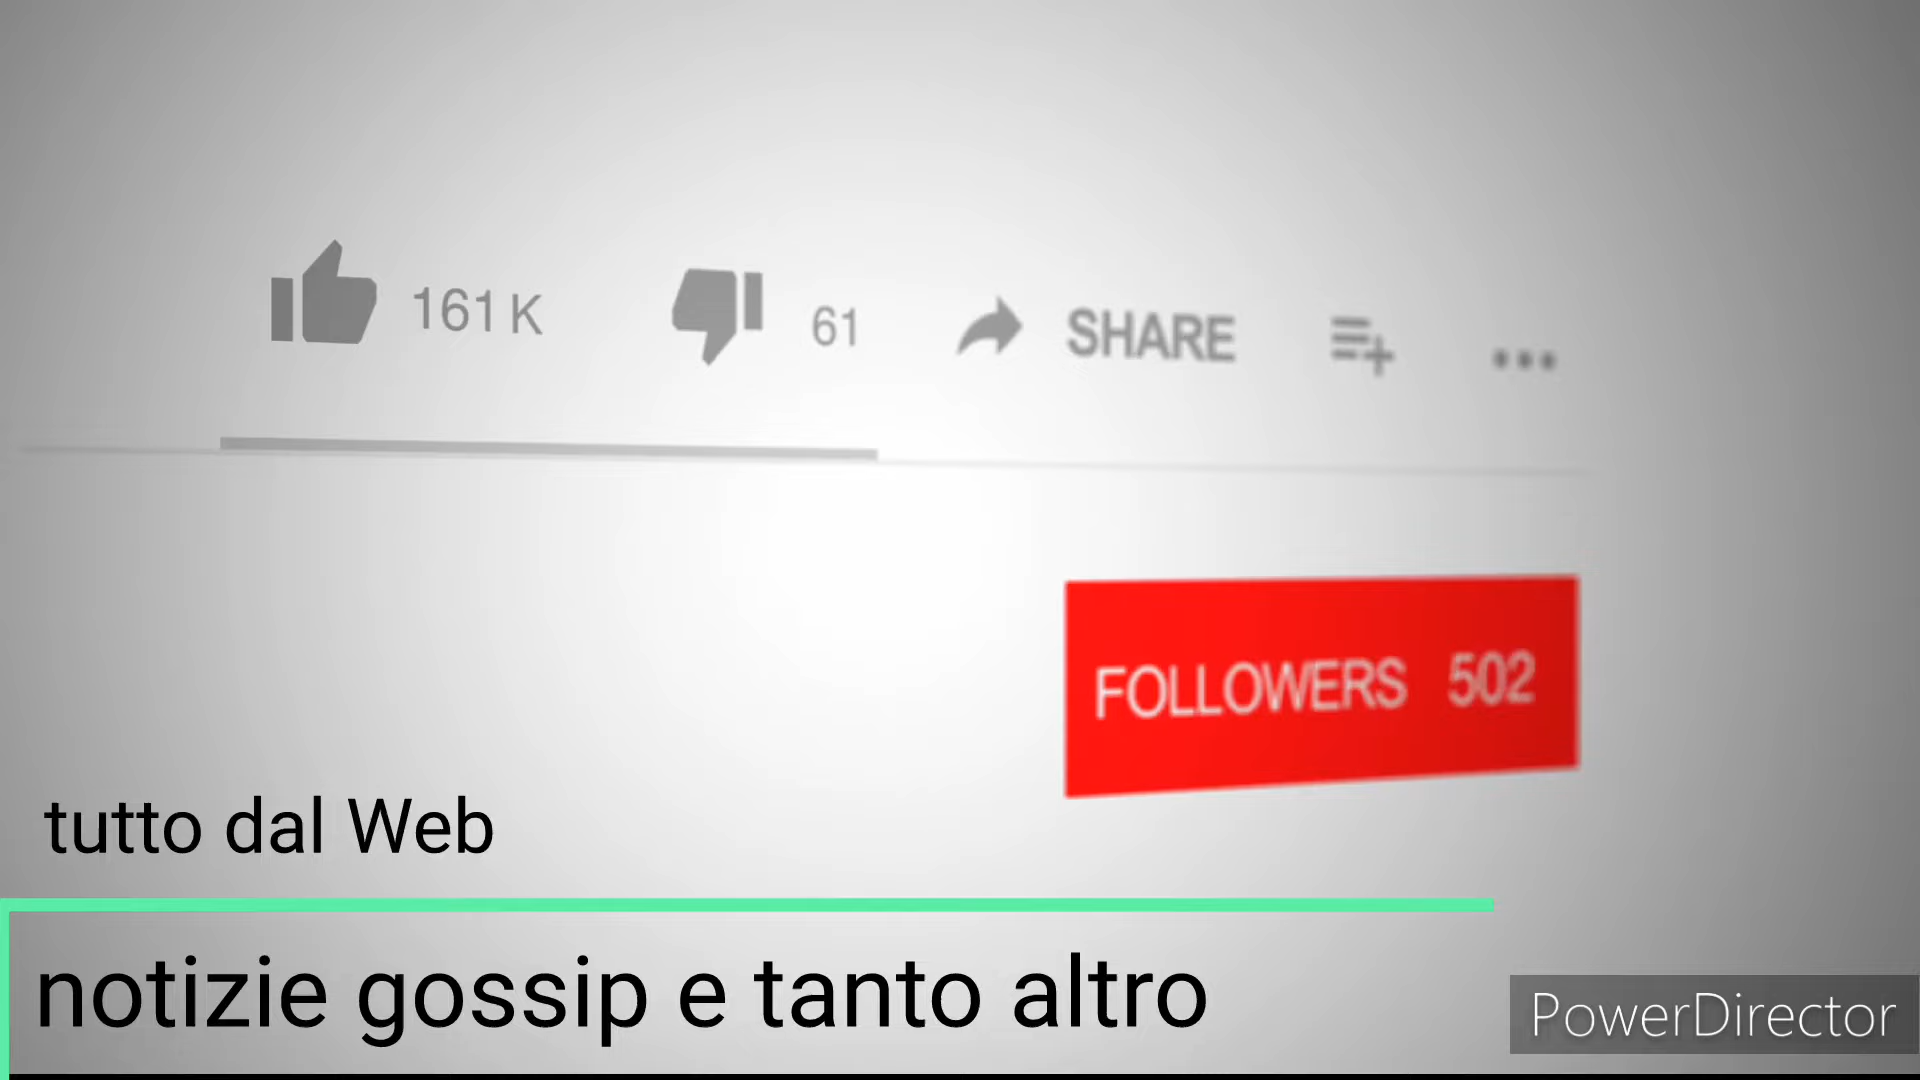 161 K 61 SHARE
FOLLOWERS 502
tutto dal Web
notizie gossip e tanto altro
PowerDirector